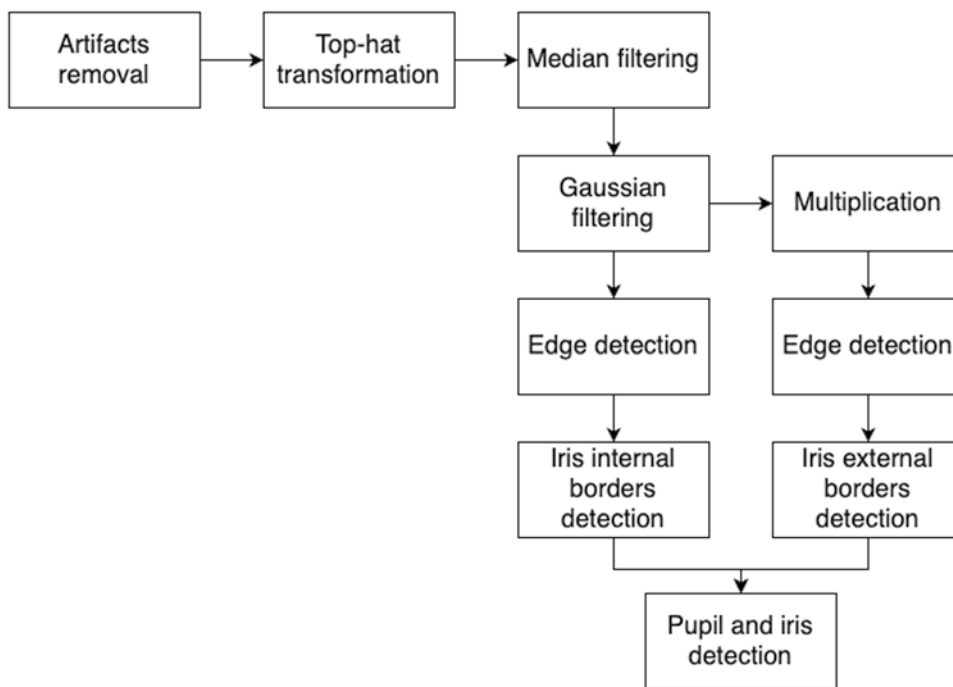 Artifacts
removal
Top-hat
transformation
Median filtering
Gaussian
filtering
Multiplication
Edge detection
Edge detection
Iris internal
borders
detection
Iris external
borders
detection
Pupil and iris
detection